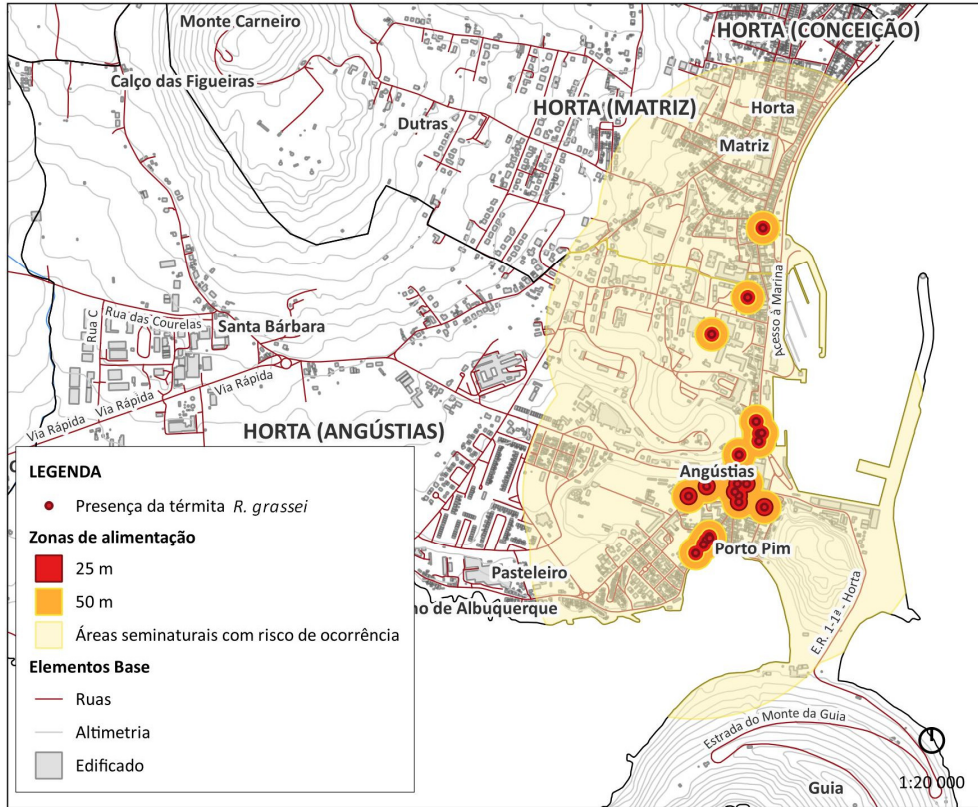 Monte Carneiro
HORTA (CONCEIÇÃO)
Calço das Figueiras
HORTA (MATRIZ)
Horta
Dutras
Matriz
Acesso à Marina
Rua das Courelas
Rua C
Santa Bárbara
Via Rápida
Via Rápida
Via Rápida
HORTA (ANGÚSTIAS)
Angústias
Porto Pim
Pasteleiro
no de Albuquerque
E.R. 1-1ª - Horta
Estrada do Monte da Guia
Guia
1:20 000
LEGENDA
Presença da térmita R. grassei
Zonas de alimentação
25 m
50 m
Áreas seminaturais com risco de ocorrência
Elementos Base
Ruas
Altimetria
Edificado